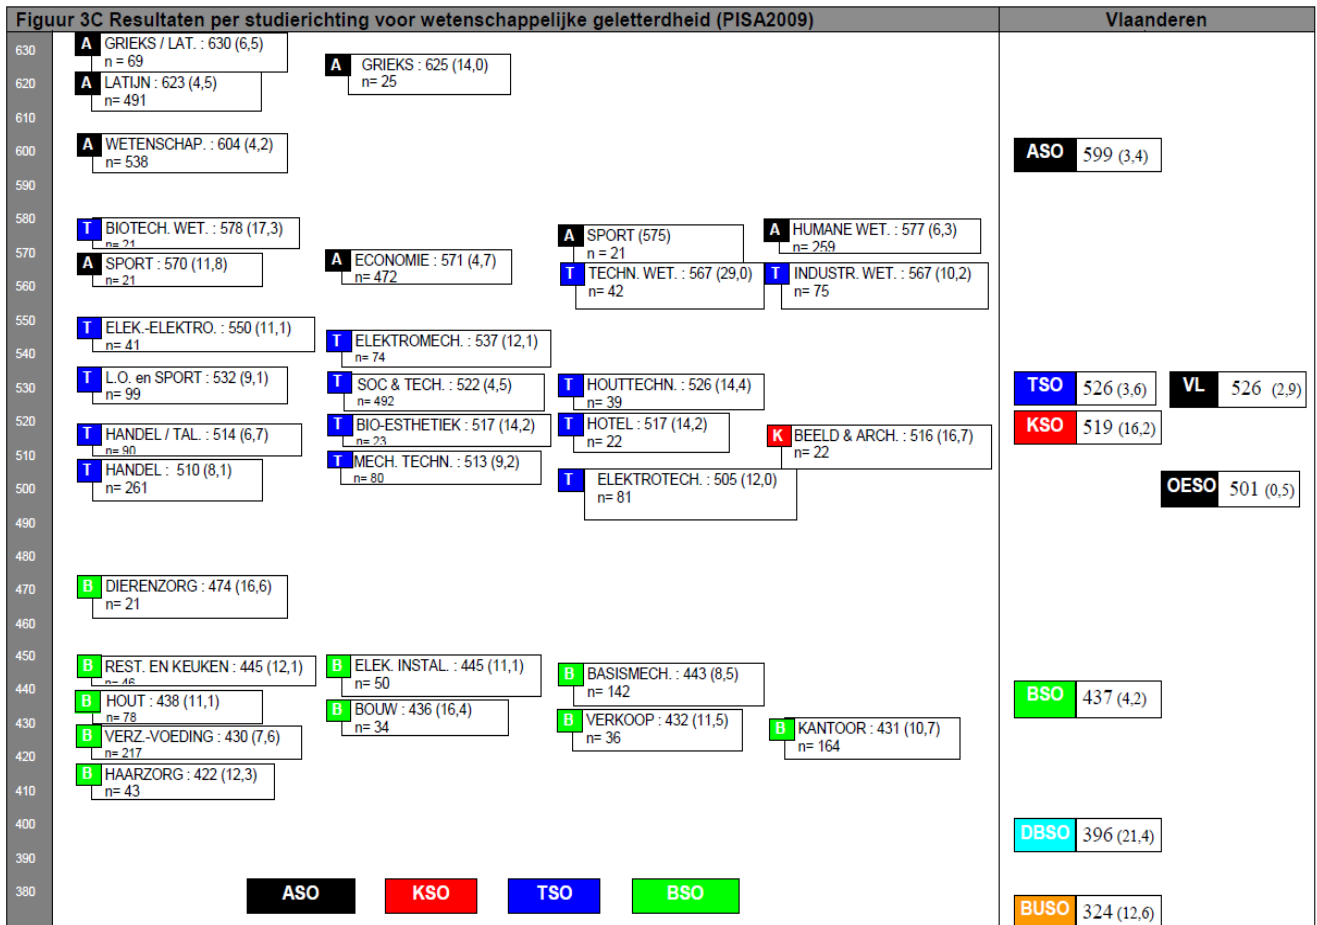 Figuur 3C Resultaten per studierichting voor wetenschappelijke geletterdheid (PISA2009)
Vlaanderen
630
620
610
600
590
580
570
560
550
540
530
520
510
500
490
480
470
460
450
440
430
420
410
400
390
380
A GRIEKS / LAT. : 630 (6,5)
n = 69
A GRIEKS : 625 (14,0)
n= 25
A LATIJN : 623 (4,5)
n= 491
A WETENSCHAP. : 604 (4,2)
n= 538
T BIOTECH. WET. : 578 (17,3)
n= 21
A SPORT (575)
n = 21
A HUMANE WET. : 577 (6,3)
n= 259
A SPORT : 570 (11,8)
n= 21
A ECONOMIE : 571 (4,7)
n= 472
T TECHN. WET. : 567 (29,0)
n= 42
T INDUSTR. WET. : 567 (10,2)
n= 75
T ELEK.-ELEKTRO. : 550 (11,1)
n= 41
T ELEKTROMECH. : 537 (12,1)
n= 74
T L.O. en SPORT : 532 (9,1)
n= 99
T SOC & TECH. : 522 (4,5)
n= 492
T HOUTTECHN. : 526 (14,4)
n= 39
T HANDEL / TAL. : 514 (6,7)
n= 90
T BIO-ESTHETIEK : 517 (14,2)
n= 23
T HOTEL : 517 (14,2)
n= 22
K BEELD & ARCH. : 516 (16,7)
n= 22
T HANDEL : 510 (8,1)
n= 261
T MECH. TECHN. : 513 (9,2)
n= 80
T ELEKTROTECH. : 505 (12,0)
n= 81
B DIERENZORG : 474 (16,6)
n= 21
B REST. EN KEUKEN : 445 (12,1)
n= 46
B ELEK. INSTAL. : 445 (11,1)
n= 50
B BASISMECH. : 443 (8,5)
n= 142
B HOUT : 438 (11,1)
n= 78
B BOUW : 436 (16,4)
n= 34
B VERKOOP : 432 (11,5)
n= 36
B KANTOOR : 431 (10,7)
n= 164
B VERZ.-VOEDING : 430 (7,6)
n= 217
B HAARZORG : 422 (12,3)
n= 43
ASO KSO TSO BSO
ASO 599 (3,4)
TSO 526 (3,6) VL 526 (2,9)
KSO 519 (16,2)
OESO 501 (0,5)
BSO 437 (4,2)
DBSO 396 (21,4)
BUSO 324 (12,6)